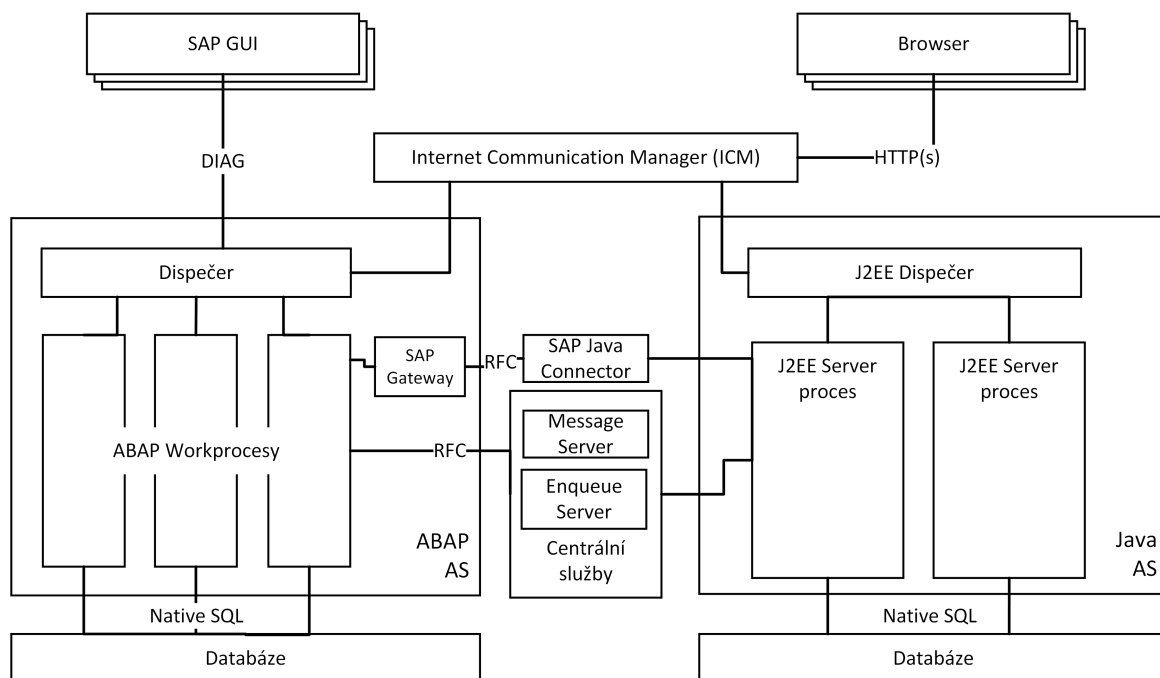 SAP GUI
Browser
DIAG
Internet Communication Manager (ICM)
HTTP(s)
Dispečer
J2EE Dispečer
SAP
Gateway
RFC
SAP Java
Connector
J2EE Server
proces
J2EE Server
proces
ABAP Workprocesy
RFC
Message
Server
Enqueue
Server
Centrální
služby
ABAP
AS
Java
AS
Native SQL
Native SQL
Databáze
Databáze